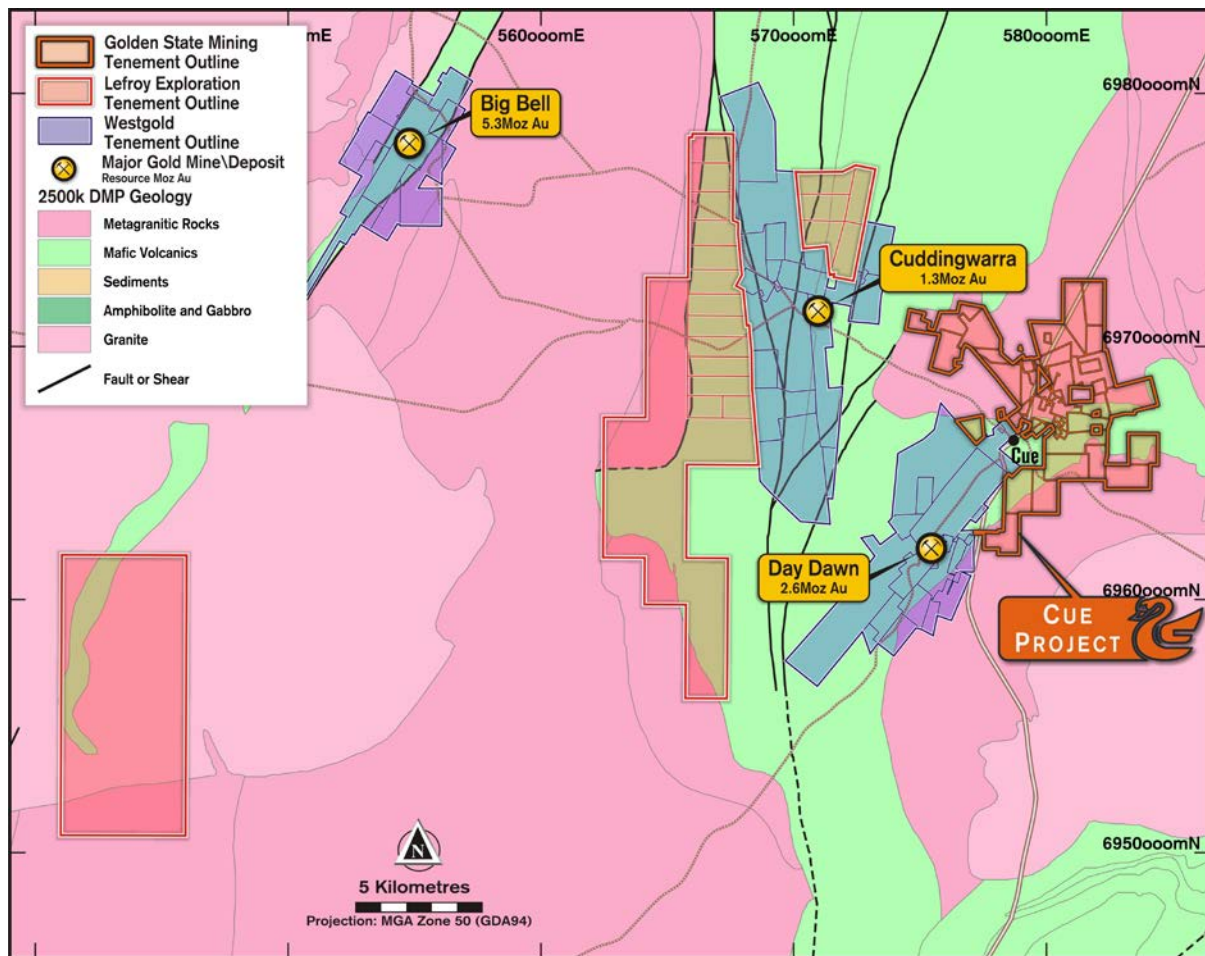 Golden State Mining
Tenement Outline
Lefroy Exploration
Tenement Outline
Westgold
Tenement Outline
Major Gold Mine\Deposit
Resource Moz Au
2500k DMP Geology
Metagranitic Rocks
Mafic Volcanics
Sediments
Amphibolite and Gabbro
Granite
Fault or Shear
mE
560000mE
570000mE
580000mE
6980000mN
6970000mN
6960000mN
6950000mN
Big Bell
5.3Moz Au
Cuddingwarra
1.3Moz Au
Cue
Day Dawn
2.6Moz Au
CUE
PROJECT
N
5 Kilometres
Projection: MGA Zone 50 (GDA94)